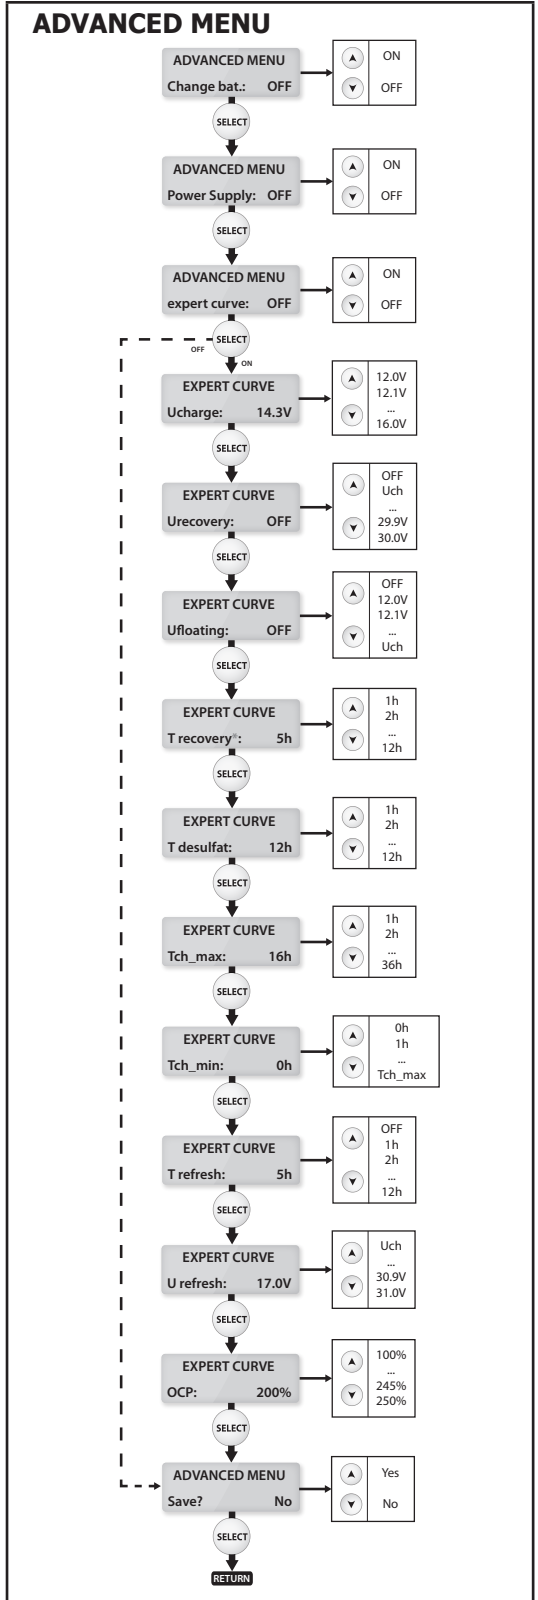 ADVANCED MENU
ADVANCED MENU
Change bat.: OFF
ON
OFF
SELECT
ADVANCED MENU
Power Supply: OFF
ON
OFF
SELECT
ADVANCED MENU
expert curve: OFF
ON
OFF
SELECT
OFF
ON
EXPERT CURVE
Ucharge: 14.3V
12.0V
12.1V
...
16.0V
SELECT
EXPERT CURVE
Urecovery: OFF
OFF
Uch
...
29.9V
30.0V
SELECT
EXPERT CURVE
Ufloating: OFF
OFF
12.0V
12.1V
...
Uch
SELECT
EXPERT CURVE
T recovery*: 5h
1h
2h
...
12h
SELECT
EXPERT CURVE
T desulfat: 12h
1h
2h
...
12h
SELECT
EXPERT CURVE
Tch_max: 16h
1h
2h
...
36h
SELECT
EXPERT CURVE
Tch_min: 0h
0h
1h
...
Tch_max
SELECT
EXPERT CURVE
T refresh: 5h
OFF
1h
2h
...
12h
SELECT
EXPERT CURVE
U refresh: 17.0V
Uch
...
30.9V
31.0V
SELECT
EXPERT CURVE
OCP: 200%
100%
...
245%
250%
SELECT
ADVANCED MENU
Save? No
Yes
No
SELECT
RETURN